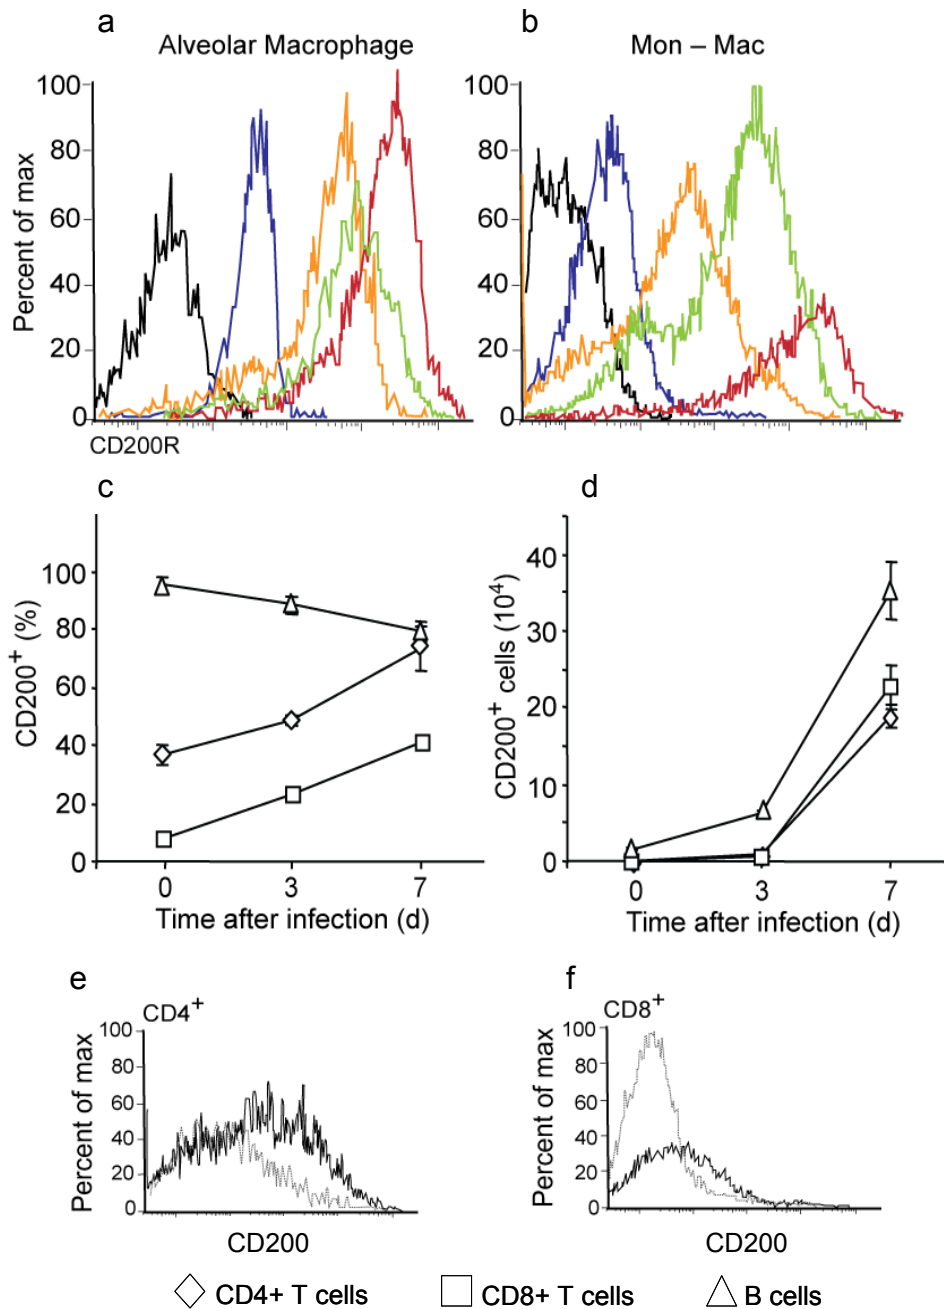 a
Alveolar Macrophage
Percent of max
100
80
60
40
20
0
CD200R
b
Mon – Mac
100
80
60
40
20
0
c
CD200+ (%)
100
80
60
40
20
0
0 3 7
Time after infection (d)
d
CD200+ cells (10⁴)
40
30
20
10
0
0 3 7
Time after infection (d)
e
CD4+
Percent of max
100
80
60
40
20
0
CD200
f
CD8+
Percent of max
100
80
60
40
20
0
CD200
CD4+ T cells CD8+ T cells B cells